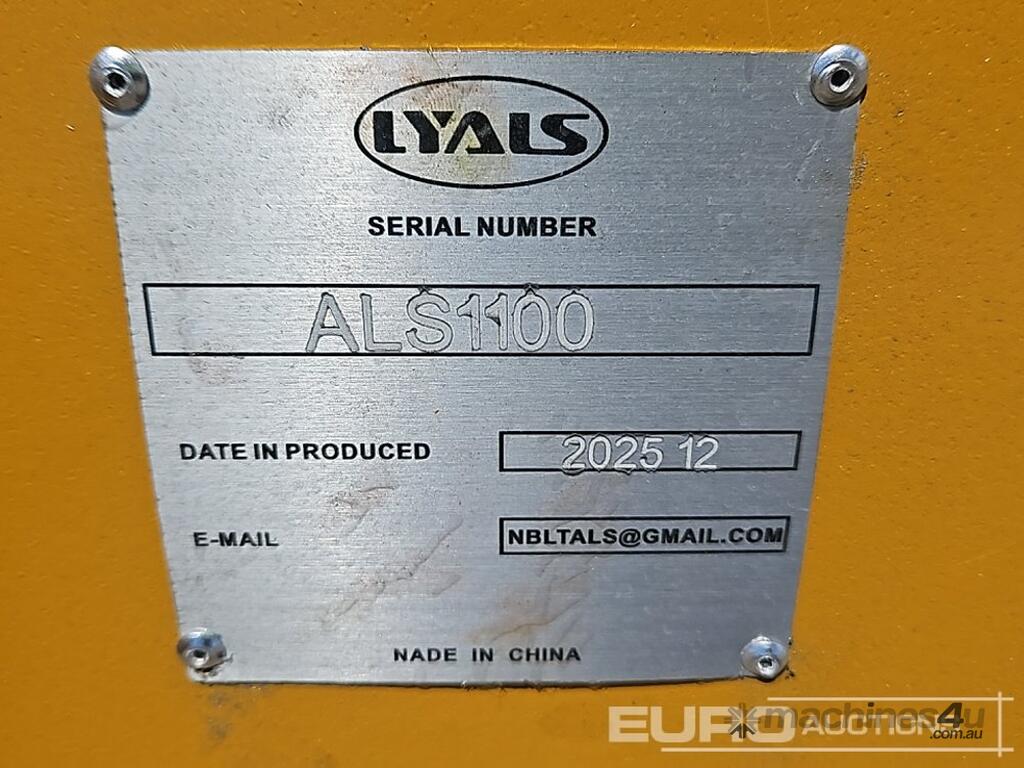 LYALS
SERIAL NUMBER
ALS1100
DATE IN PRODUCED 2025 12
E-MAIL NBLTALS@GMAIL.COM
NADE IN CHINA
EURO AUCTIONS
machines4u
.com.au